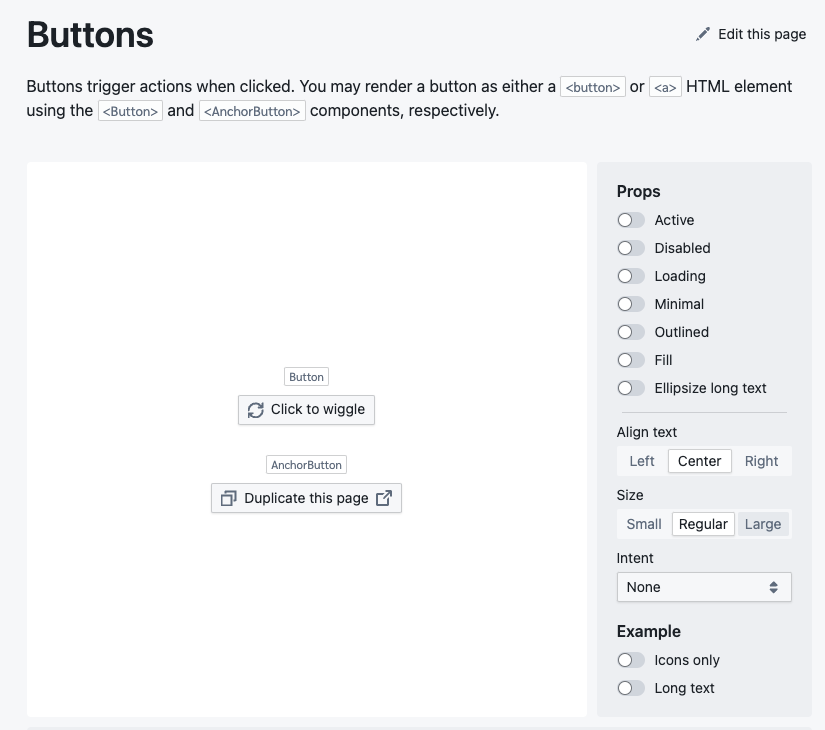 Buttons
Edit this page
Buttons trigger actions when clicked. You may render a button as either a <button> or <a> HTML element
using the <Button> and <AnchorButton> components, respectively.
Button
Click to wiggle
AnchorButton
Duplicate this page
Props
Active
Disabled
Loading
Minimal
Outlined
Fill
Ellipsize long text
Align text
Left Center Right
Size
Small Regular Large
Intent
None
Example
Icons only
Long text